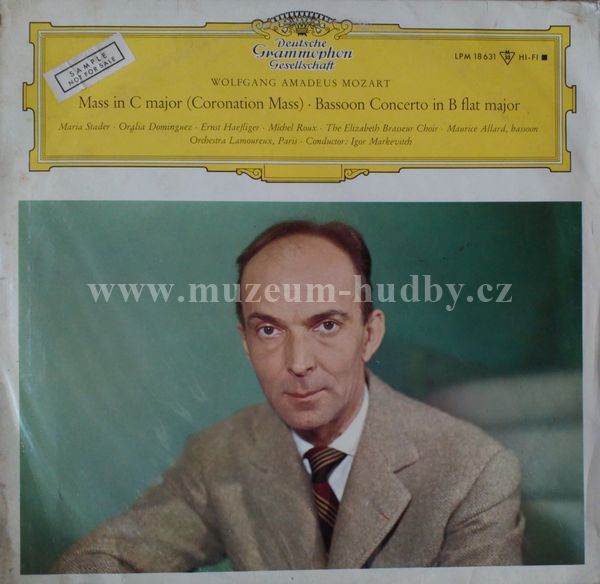 SAMPLE
NOT FOR SALE
Deutsche
Grammophon
Gesellschaft
LPM 18 631 HI-FI
WOLFGANG AMADEUS MOZART
Mass in C major (Coronation Mass) · Bassoon Concerto in B flat major
Maria Stader · Oralia Dominguez · Ernst Haefliger · Michel Roux · The Elizabeth Brasseur Choir · Maurice Allard, bassoon
Orchestra Lamoureux, Paris · Conductor: Igor Markevitch
www.muzeum-hudby.cz